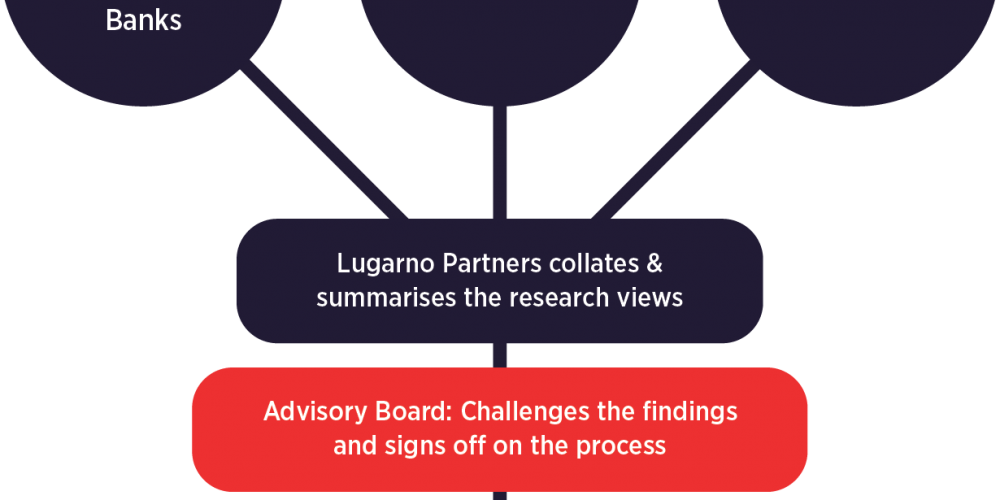 Banks
Lugarno Partners collates &
summarises the research views
Advisory Board: Challenges the findings
and signs off on the process